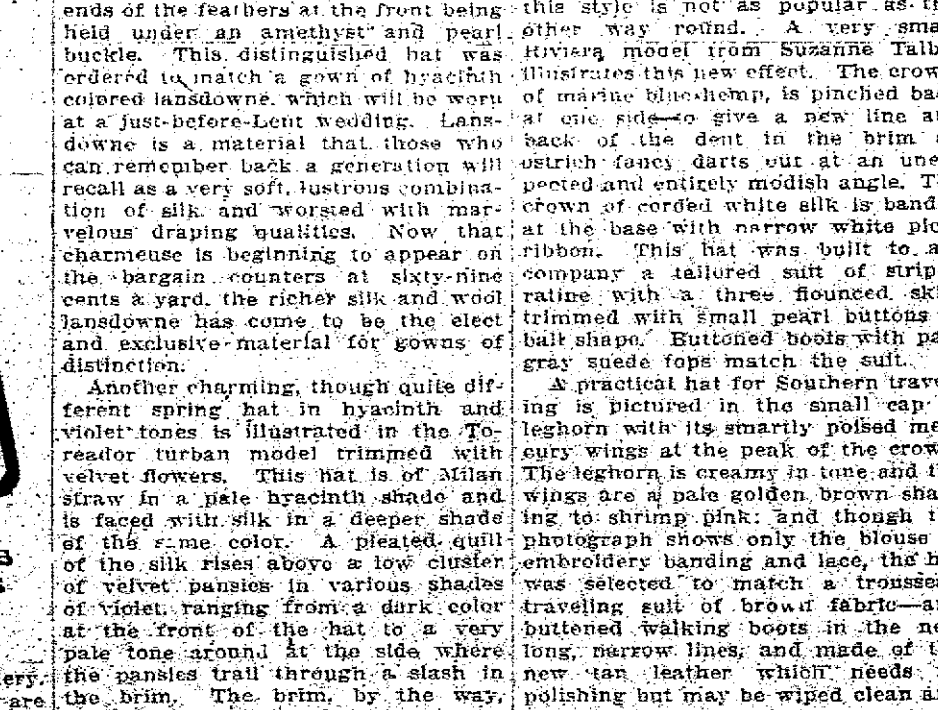 ends of the feathers at the front being
held under an amethyst and pearl
buckle. This distinguished hat was
ordered to match a gown of hyacinth
colored lansdowne, which will be worn
at a just-before-Lent wedding. Lans-
downe is a material that those who
can remember back a generation will
recall as a very soft, lustrous combina-
tion of silk and worsted with mar-
velous draping qualities. Now that
charmeuse is beginning to appear on
the bargain counters at sixty-nine
cents a yard, the richer silk and wool
lansdowne has come to be the elect
and exclusive material for gowns of
distinction.
Another charming, though quite dif-
ferent spring hat in hyacinth and
violet tones is illustrated in the To-
reador turban model trimmed with
velvet flowers. This hat is of Milan
straw in a pale hyacinth shade and
is faced with silk in a deeper shade
of the same color. A pleated quill
of the silk rises above a low cluster
of velvet pansies in various shades
of violet, ranging from a dark color
at the front of the hat to a very
pale tone around at the side where
the pansies trail through a slash in
the brim. The brim, by the way,
this style is not as popular as
other way round. A very sma
Riviera model from Suzanne Talb
illustrates this new effect. The crow
of marine blue hemp, is pinched ba
at one side to give a new line a
back of the dent in the brim
ostrich fancy darts out at an une
pected and entirely modish angle. T
crown of corded white silk is band
at the base with narrow white pic
ribbon. This hat was built to a
company a tailored suit of strip
ratine with a three flounced sk
trimmed with small pearl buttons
ball shape. Buttoned boots with pa
gray suede tops match the suit.
A practical hat for Southern trav
ing is pictured in the small cap
leghorn with its smartly poised me
cury wings at the peak of the crow
The leghorn is creamy in tone and t
wings are a pale golden brown sha
ing to shrimp pink; and though t
photograph shows only the blouse
embroidery banding and lace, the h
was selected to match a trousse
traveling suit of brown fabric—a
buttoned walking boots in the ne
long, narrow lines, and made of t
new tan leather which needs
polishing but may be wiped clean a
ery.
are